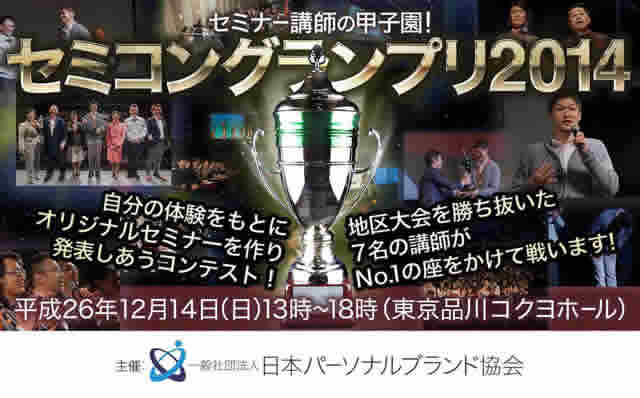 セミナー講師の甲子園！
セミコングランプリ2014
自分の体験をもとに
オリジナルセミナーを作り
発表しあうコンテスト！
地区大会を勝ち抜いた
7名の講師が
No.1の座をかけて戦います!
平成26年12月14日(日)13時~18時（東京品川コクヨホール）
主催: 一般社団法人 日本パーソナルブランド協会